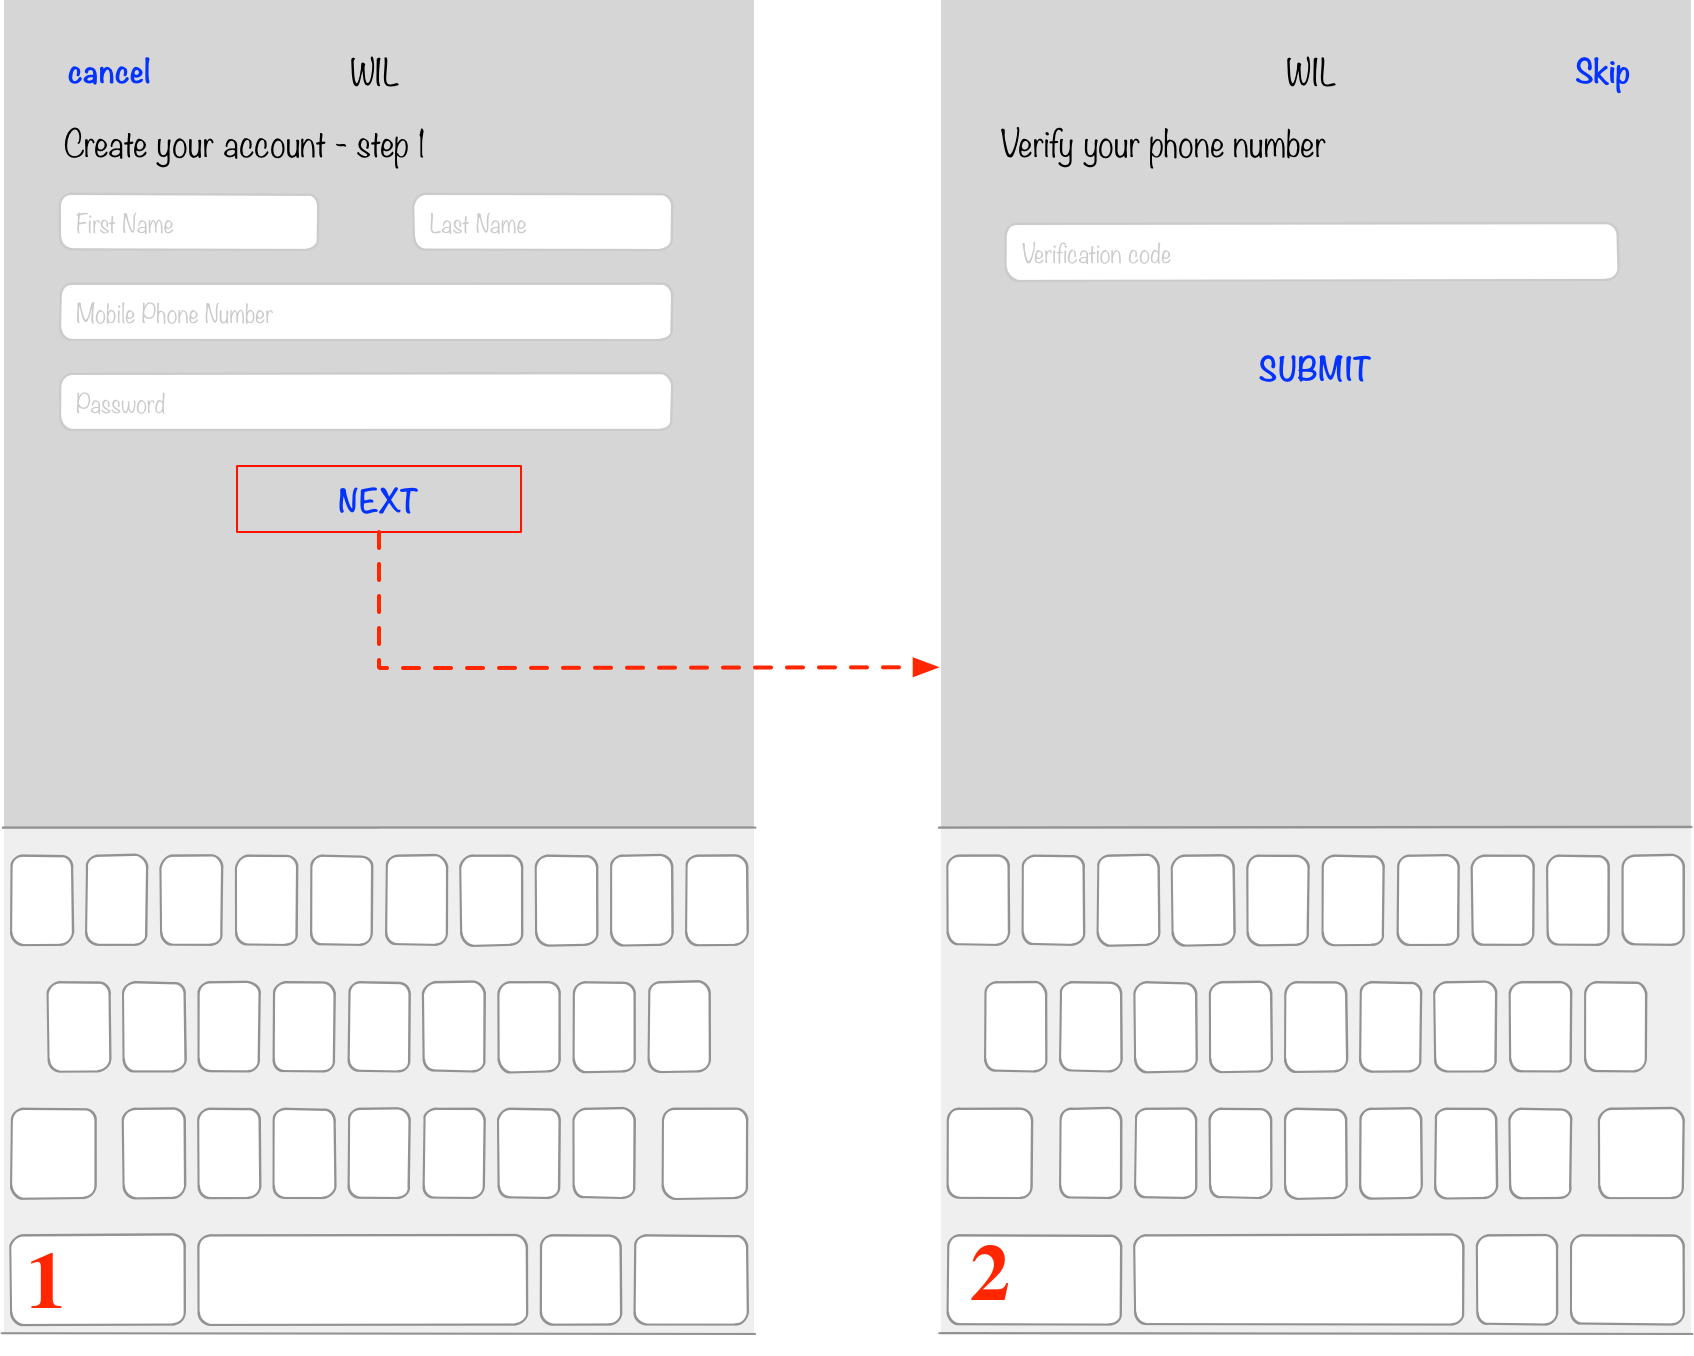 cancel WIL
Create your account - step 1
First Name Last Name
Mobile Phone Number
Password
NEXT
1
WIL Skip
Verify your phone number
Verification code
SUBMIT
2